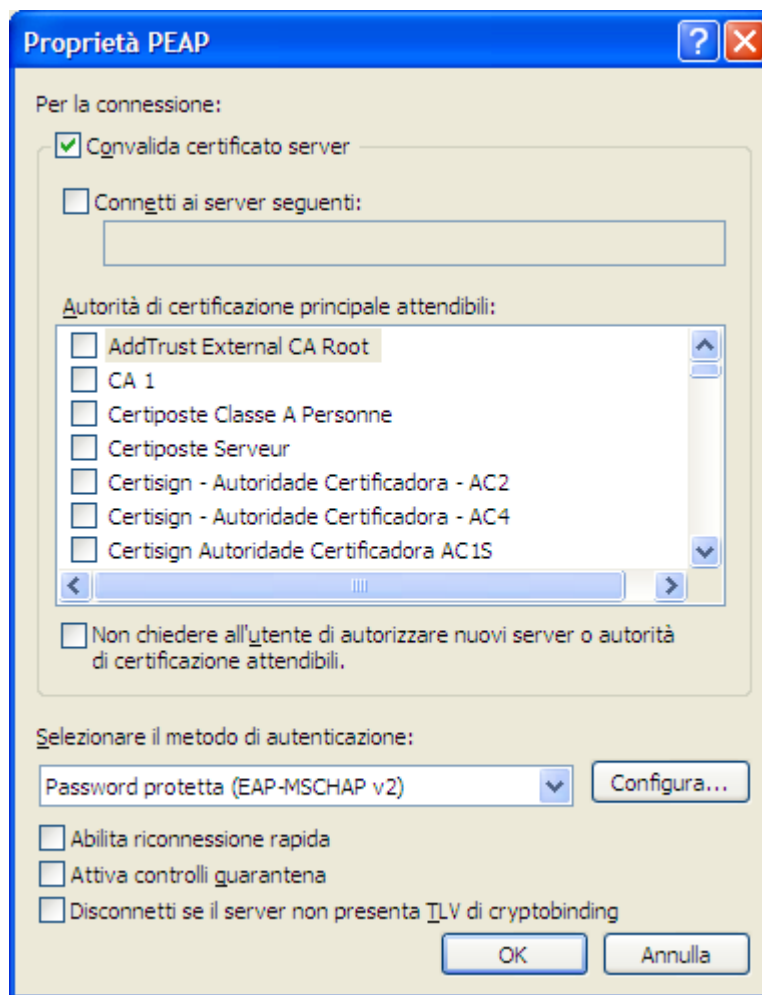 Proprietà PEAP
Per la connessione:
Convalida certificato server
Connetti ai server seguenti:
Autorità di certificazione principale attendibili:
AddTrust External CA Root
CA 1
Certiposte Classe A Personne
Certiposte Serveur
Certisign - Autoridade Certificadora - AC2
Certisign - Autoridade Certificadora - AC4
Certisign Autoridade Certificadora AC1S
Non chiedere all'utente di autorizzare nuovi server o autorità
di certificazione attendibili.
Selezionare il metodo di autenticazione:
Password protetta (EAP-MSCHAP v2)
Configura...
Abilita riconnessione rapida
Attiva controlli quarantena
Disconnetti se il server non presenta TLV di cryptobinding
OK
Annulla